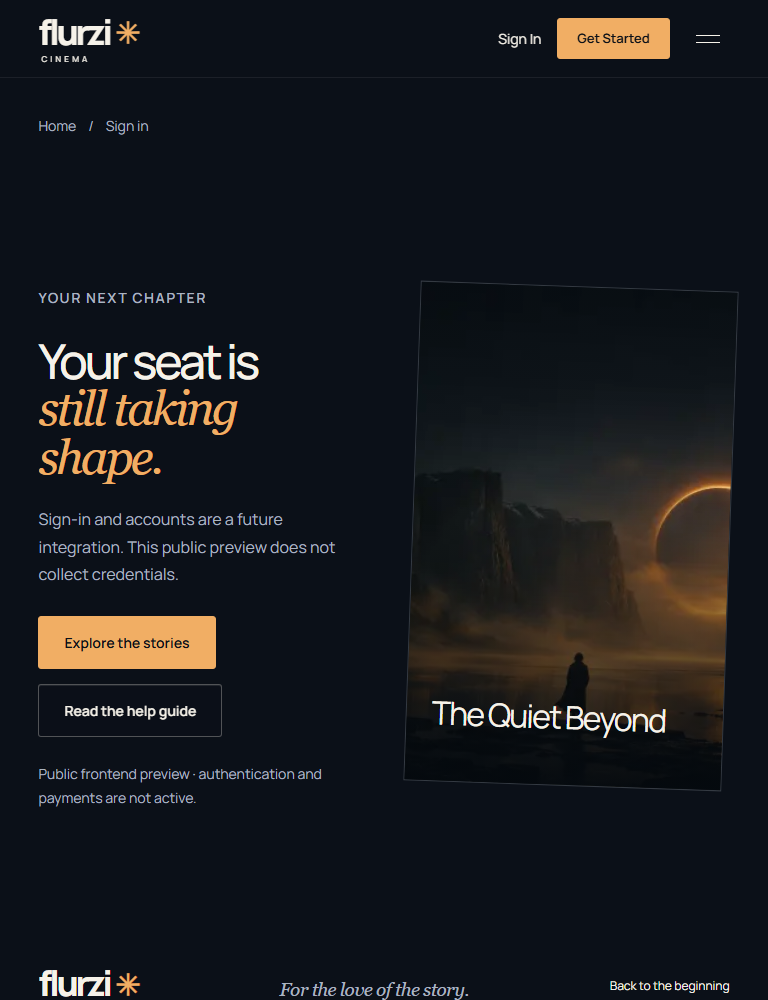 flurzi
CINEMA
Sign In
Get Started
Home / Sign in
YOUR NEXT CHAPTER
Your seat is
still taking
shape.
Sign-in and accounts are a future
integration. This public preview does not
collect credentials.
Explore the stories
Read the help guide
Public frontend preview · authentication and
payments are not active.
The Quiet Beyond
flurzi
For the love of the story.
Back to the beginning